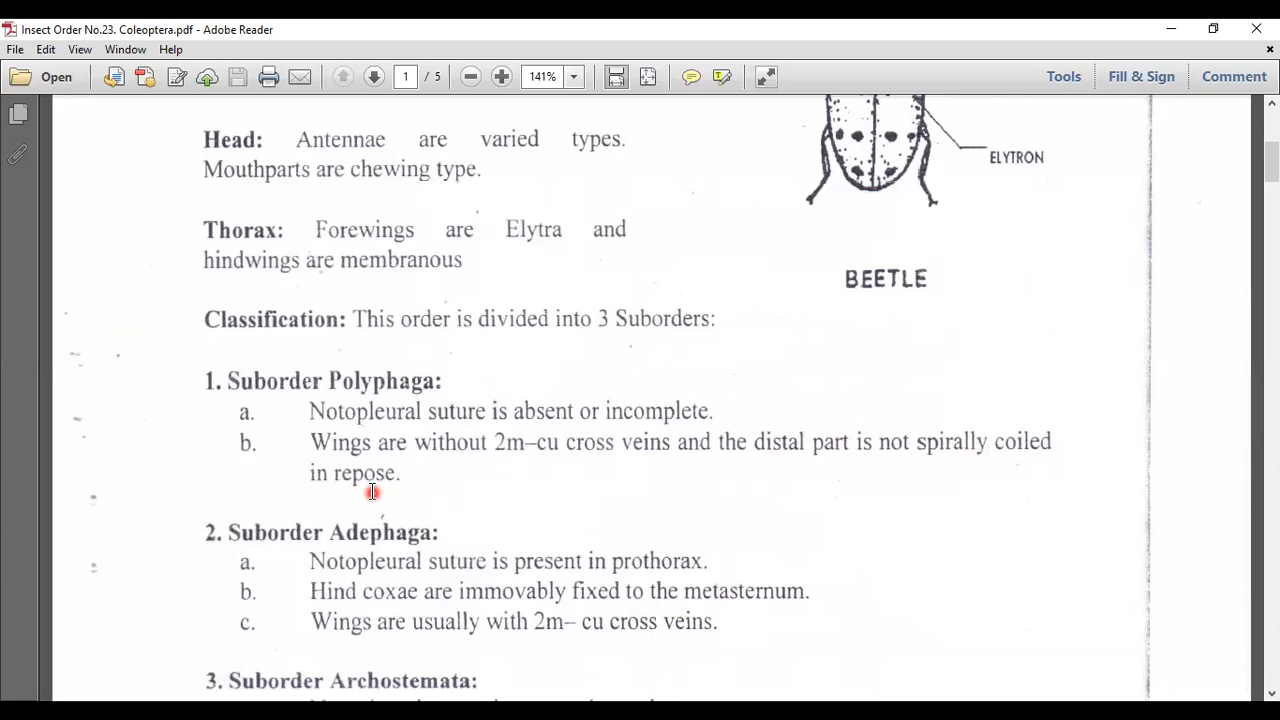 Insect Order No.23. Coleoptera.pdf - Adobe Reader
File Edit View Window Help
Open 1 / 5 141% Tools Fill & Sign Comment
Head: Antennae are varied types.
Mouthparts are chewing type.
ELYTRON
Thorax: Forewings are Elytra and
hindwings are membranous
BEETLE
Classification: This order is divided into 3 Suborders:
1. Suborder Polyphaga:
a. Notopleural suture is absent or incomplete.
b. Wings are without 2m–cu cross veins and the distal part is not spirally coiled
in repose.
2. Suborder Adephaga:
a. Notopleural suture is present in prothorax.
b. Hind coxae are immovably fixed to the metasternum.
c. Wings are usually with 2m– cu cross veins.
3. Suborder Archostemata: